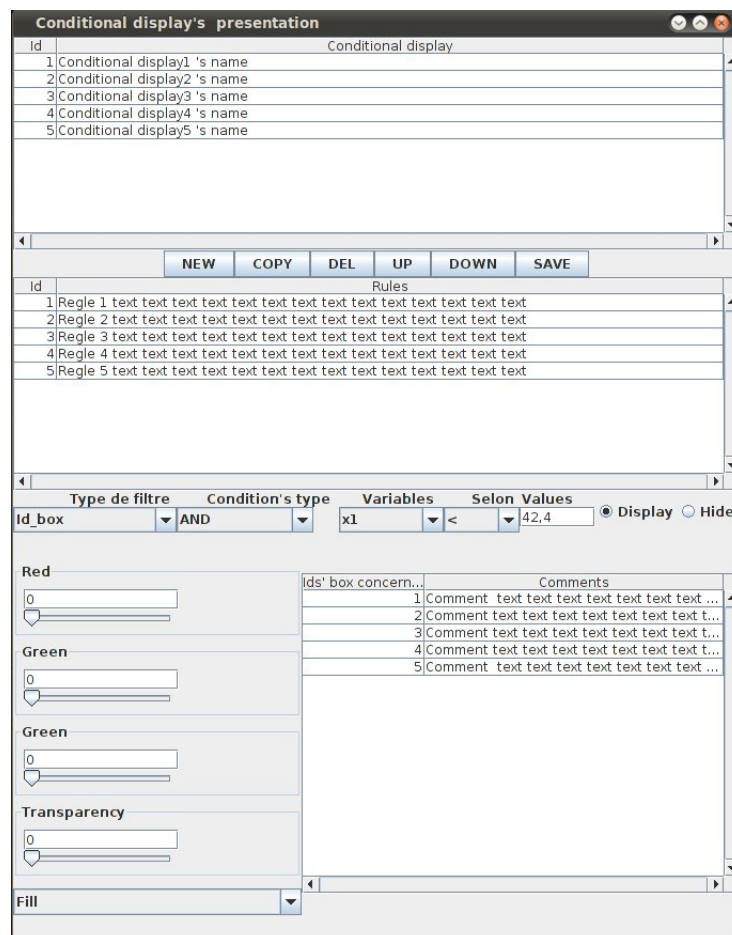 Conditional display's presentation
Id Conditional display
1 Conditional display1 's name
2 Conditional display2 's name
3 Conditional display3 's name
4 Conditional display4 's name
5 Conditional display5 's name
NEW COPY DEL UP DOWN SAVE
Id Rules
1 Regle 1 text text text text text text text text text text text text text text
2 Regle 2 text text text text text text text text text text text text text text
3 Regle 3 text text text text text text text text text text text text text text
4 Regle 4 text text text text text text text text text text text text text text
5 Regle 5 text text text text text text text text text text text text text text
Type de filtre Condition's type Variables Selon Values
Id_box AND x1 < 42,4 Display Hide
Red
0
Green
0
Green
0
Transparency
0
Fill
Ids' box concern... Comments
1 Comment text text text text text text text ...
2 Comment text text text text text text text t...
3 Comment text text text text text text text t...
4 Comment text text text text text text text t...
5 Comment text text text text text text text ...